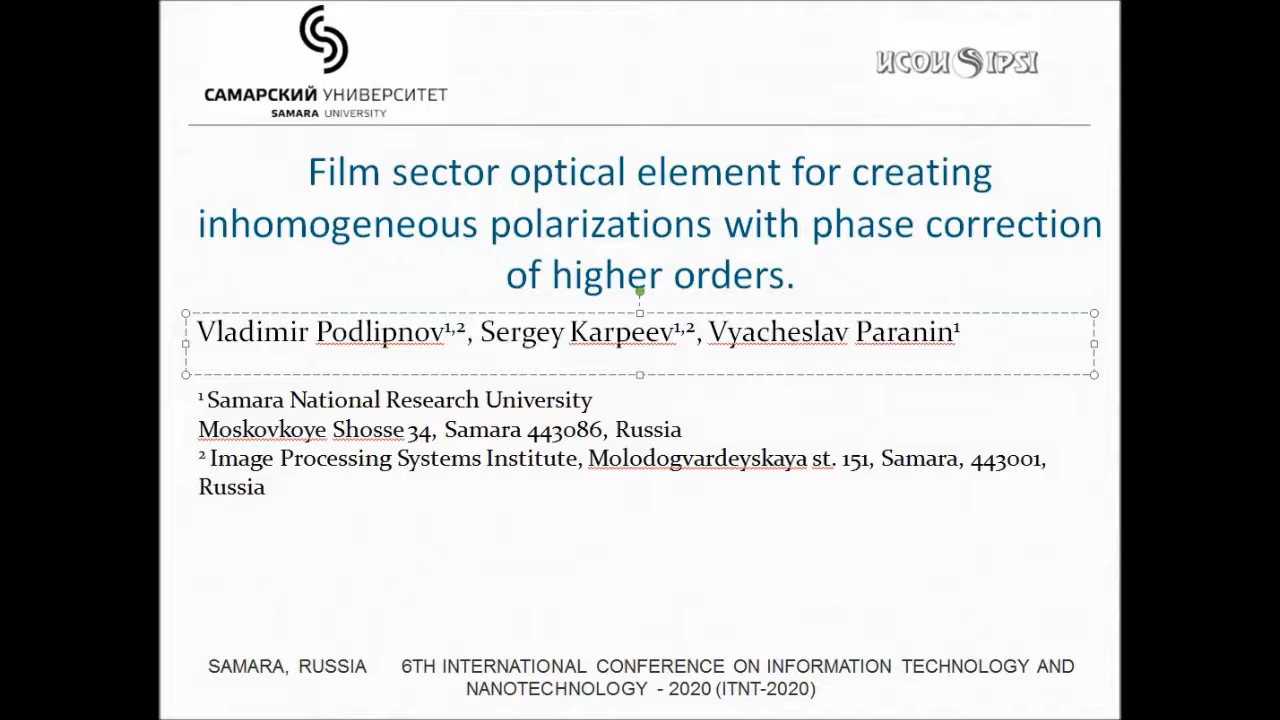 САМАРСКИЙ УНИВЕРСИТЕТ
SAMARA UNIVERSITY
ИСОИ IPSI
Film sector optical element for creating
inhomogeneous polarizations with phase correction
of higher orders.
Vladimir Podlipnov¹,², Sergey Karpeev¹,², Vyacheslav Paranin¹
¹ Samara National Research University
Moskovkoye Shosse 34, Samara 443086, Russia
² Image Processing Systems Institute, Molodogvardeyskaya st. 151, Samara, 443001,
Russia
SAMARA, RUSSIA 6TH INTERNATIONAL CONFERENCE ON INFORMATION TECHNOLOGY AND
NANOTECHNOLOGY - 2020 (ITNT-2020)